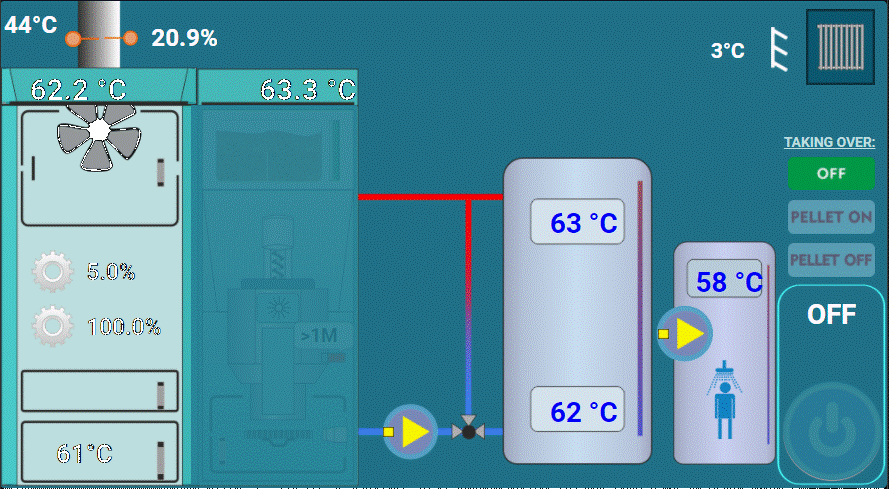 44°C
20.9%
3°C
62.2 °C
63.3 °C
TAKING OVER:
OFF
PELLET ON
PELLET OFF
63 °C
58 °C
5.0%
100.0%
>1M
OFF
62 °C
61°C